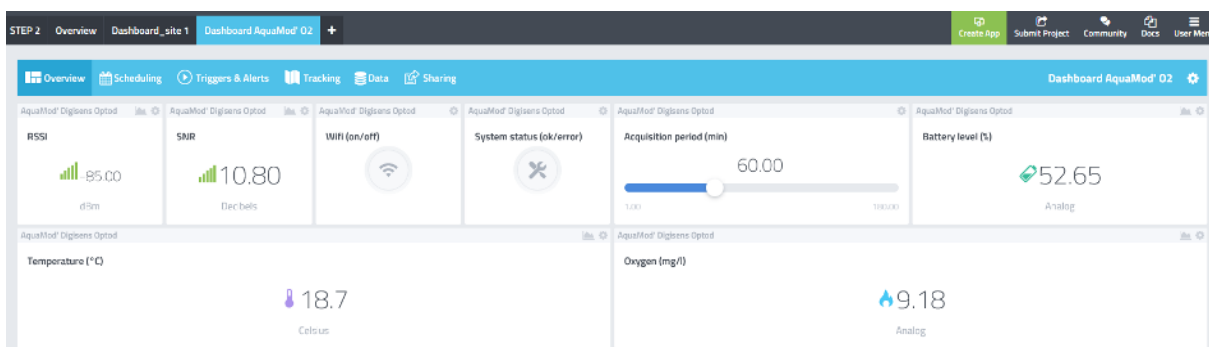 STEP 2 Overview Dashboard_site 1 Dashboard AquaMod' O2 + Create App Submit Project Community Docs User Men
Overview Scheduling Triggers & Alerts Tracking Data Sharing Dashboard AquaMod' O2
AquaMod' Digisens Optod AquaMod' Digisens Optod AquaMod' Digisens Optod AquaMod' Digisens Optod AquaMod' Digisens Optod AquaMod' Digisens Optod
RSSI SNR Wifi (on/off) System status (ok/error) Acquisition period (min) Battery level (%)
-85.00 10.80 60.00 52.65
dBm Decibels 1.00 180.00 Analog
AquaMod' Digisens Optod AquaMod' Digisens Optod
Temperature (°C) Oxygen (mg/l)
18.7 9.18
Celsius Analog